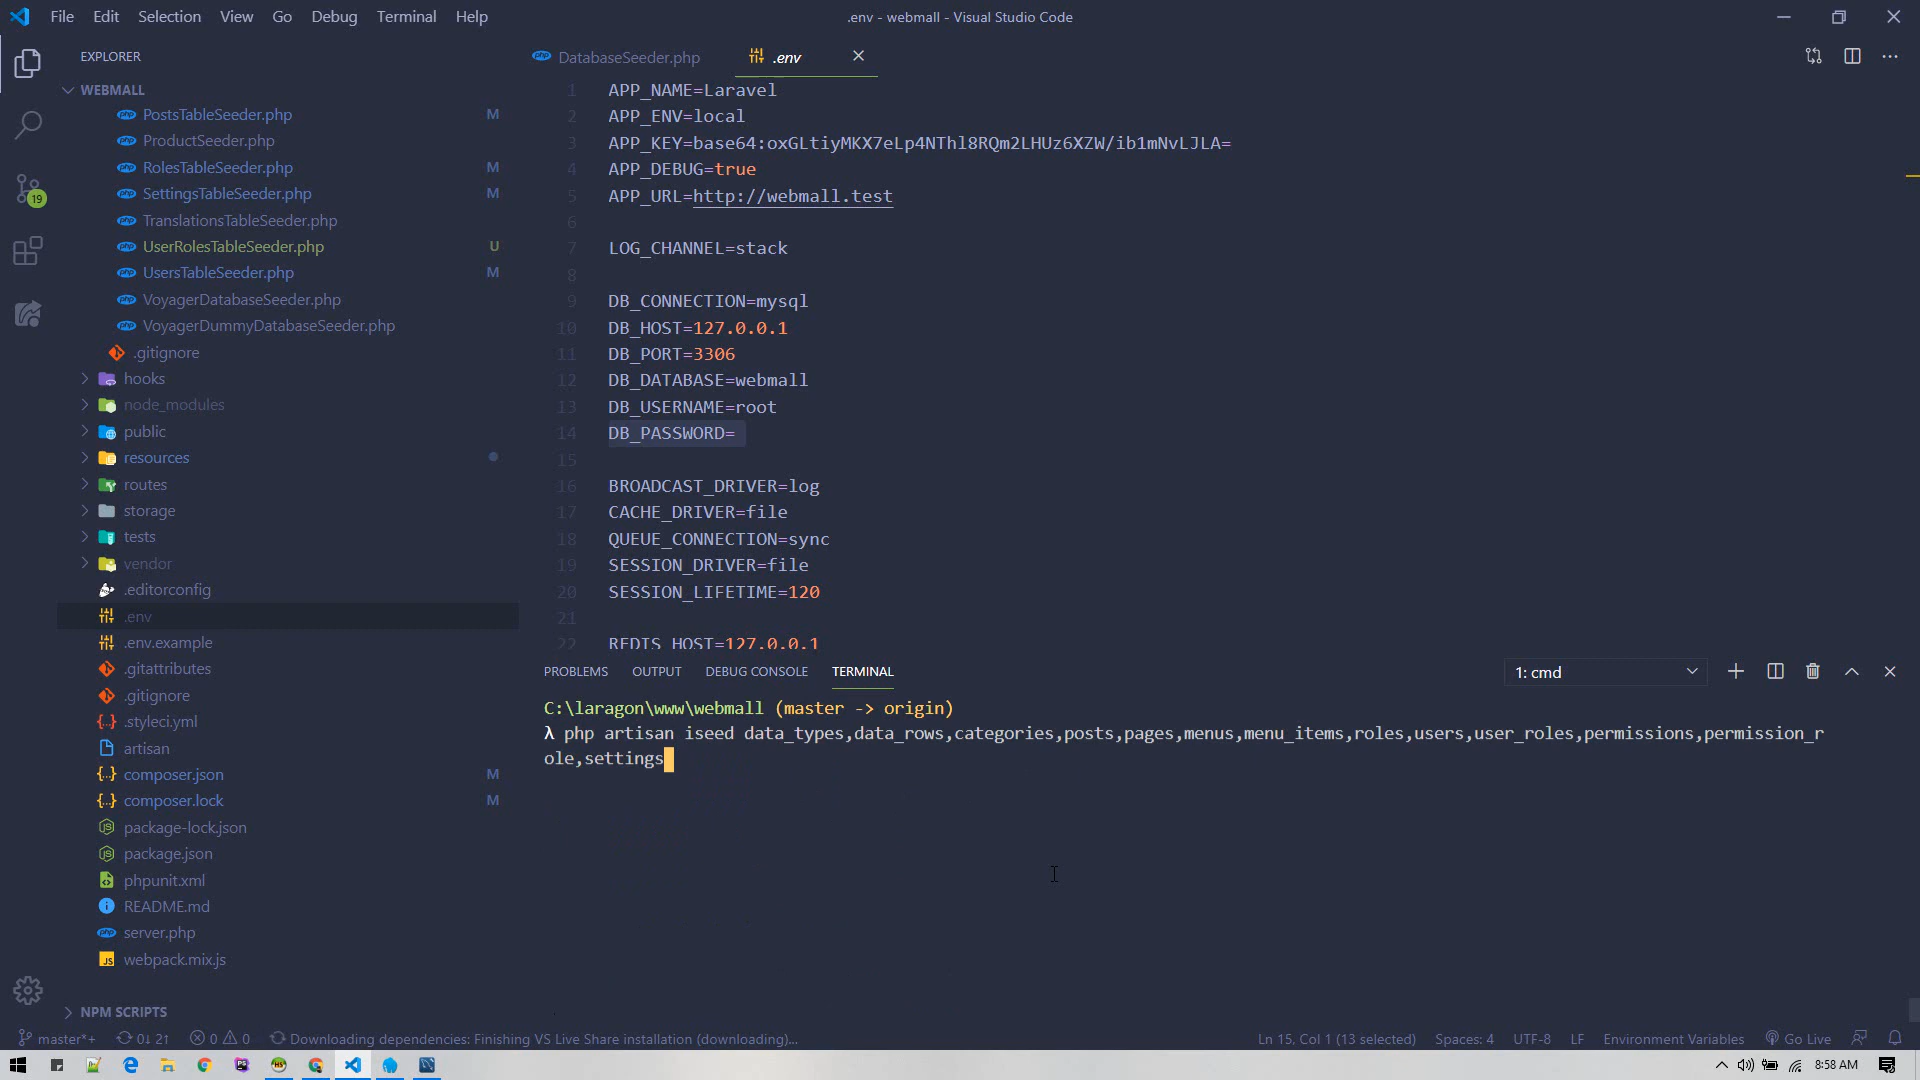 File Edit Selection View Go Debug Terminal Help
.env - webmall - Visual Studio Code
EXPLORER
WEBMALL
PostsTableSeeder.php M
ProductSeeder.php
RolesTableSeeder.php M
SettingsTableSeeder.php M
TranslationsTableSeeder.php
UserRolesTableSeeder.php U
UsersTableSeeder.php M
VoyagerDatabaseSeeder.php
VoyagerDummyDatabaseSeeder.php
.gitignore
hooks
node_modules
public
resources
routes
storage
tests
vendor
.editorconfig
.env
.env.example
.gitattributes
.gitignore
.styleci.yml
artisan
composer.json M
composer.lock M
package-lock.json
package.json
phpunit.xml
README.md
server.php
webpack.mix.js
NPM SCRIPTS
19
DatabaseSeeder.php
.env
1 APP_NAME=Laravel
2 APP_ENV=local
3 APP_KEY=base64:oxGLtiyMKX7eLp4NThl8RQm2LHUz6XZW/ib1mNvLJLA=
4 APP_DEBUG=true
5 APP_URL=http://webmall.test
6
7 LOG_CHANNEL=stack
8
9 DB_CONNECTION=mysql
10 DB_HOST=127.0.0.1
11 DB_PORT=3306
12 DB_DATABASE=webmall
13 DB_USERNAME=root
14 DB_PASSWORD=
15
16 BROADCAST_DRIVER=log
17 CACHE_DRIVER=file
18 QUEUE_CONNECTION=sync
19 SESSION_DRIVER=file
20 SESSION_LIFETIME=120
21
22 REDIS_HOST=127.0.0.1
PROBLEMS OUTPUT DEBUG CONSOLE TERMINAL
1: cmd
C:\laragon\www\webmall (master -> origin)
λ php artisan iseed data_types,data_rows,categories,posts,pages,menus,menu_items,roles,users,user_roles,permissions,permission_r
ole,settings
master*+ 0↓ 2↑ 0 0 Downloading dependencies: Finishing VS Live Share installation (downloading)...
Ln 15, Col 1 (13 selected) Spaces: 4 UTF-8 LF Environment Variables Go Live
8:58 AM